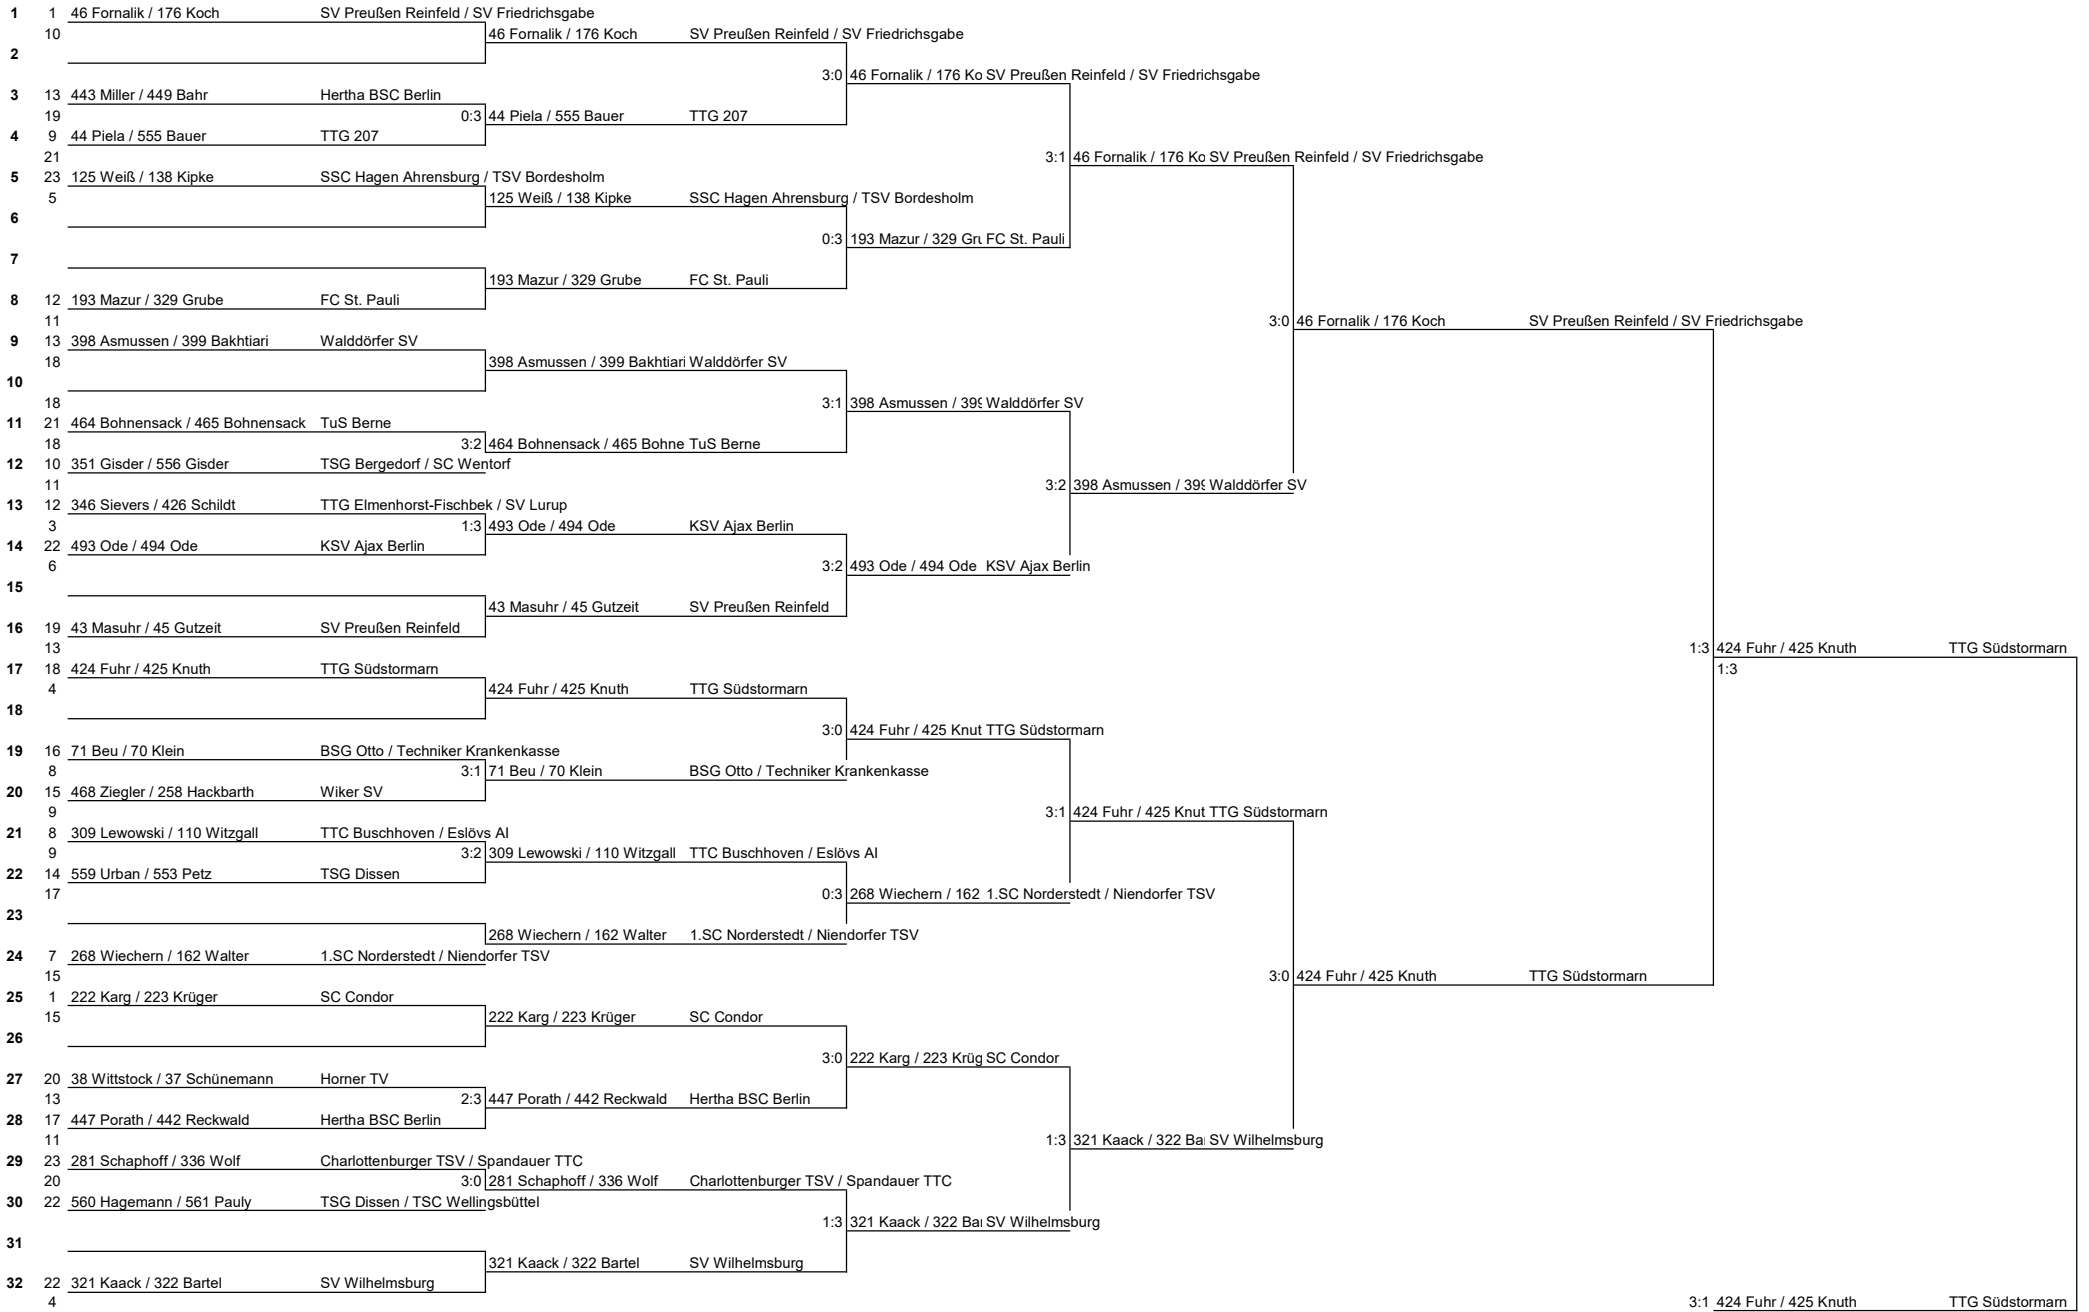 1 1 46 Fornalik / 176 Koch SV Preußen Reinfeld / SV Friedrichsgabe
10 46 Fornalik / 176 Koch SV Preußen Reinfeld / SV Friedrichsgabe
2
3:0 46 Fornalik / 176 Ko SV Preußen Reinfeld / SV Friedrichsgabe
3 13 443 Miller / 449 Bahr Hertha BSC Berlin
19 0:3 44 Piela / 555 Bauer TTG 207
4 9 44 Piela / 555 Bauer TTG 207
21 3:1 46 Fornalik / 176 Ko SV Preußen Reinfeld / SV Friedrichsgabe
5 23 125 Weiß / 138 Kipke SSC Hagen Ahrensburg / TSV Bordesholm
5 125 Weiß / 138 Kipke SSC Hagen Ahrensburg / TSV Bordesholm
6
0:3 193 Mazur / 329 Gru FC St. Pauli
7
193 Mazur / 329 Grube FC St. Pauli
8 12 193 Mazur / 329 Grube FC St. Pauli
11 3:0 46 Fornalik / 176 Koch SV Preußen Reinfeld / SV Friedrichsgabe
9 13 398 Asmussen / 399 Bakhtiari Walddörfer SV
18 398 Asmussen / 399 Bakhtiari Walddörfer SV
10
18 3:1 398 Asmussen / 399 Walddörfer SV
11 21 464 Bohnensack / 465 Bohnensack TuS Berne
18 3:2 464 Bohnensack / 465 Bohne TuS Berne
12 10 351 Gisder / 556 Gisder TSG Bergedorf / SC Wentorf
11 3:2 398 Asmussen / 399 Walddörfer SV
13 12 346 Sievers / 426 Schildt TTG Elmenhorst-Fischbek / SV Lurup
3 1:3 493 Ode / 494 Ode KSV Ajax Berlin
14 22 493 Ode / 494 Ode KSV Ajax Berlin
6 3:2 493 Ode / 494 Ode KSV Ajax Berlin
15
43 Masuhr / 45 Gutzeit SV Preußen Reinfeld
16 19 43 Masuhr / 45 Gutzeit SV Preußen Reinfeld
13 1:3 424 Fuhr / 425 Knuth TTG Südstormarn
17 18 424 Fuhr / 425 Knuth TTG Südstormarn 1:3
4 424 Fuhr / 425 Knuth TTG Südstormarn
18
3:0 424 Fuhr / 425 Knut TTG Südstormarn
19 16 71 Beu / 70 Klein BSG Otto / Techniker Krankenkasse
8 3:1 71 Beu / 70 Klein BSG Otto / Techniker Krankenkasse
20 15 468 Ziegler / 258 Hackbarth Wiker SV
9 3:1 424 Fuhr / 425 Knut TTG Südstormarn
21 8 309 Lewowski / 110 Witzgall TTC Buschhoven / Eslövs AI
9 3:2 309 Lewowski / 110 Witzgall TTC Buschhoven / Eslövs AI
22 14 559 Urban / 553 Petz TSG Dissen
17 0:3 268 Wiechern / 162 1.SC Norderstedt / Niendorfer TSV
23
268 Wiechern / 162 Walter 1.SC Norderstedt / Niendorfer TSV
24 7 268 Wiechern / 162 Walter 1.SC Norderstedt / Niendorfer TSV
15 3:0 424 Fuhr / 425 Knuth TTG Südstormarn
25 1 222 Karg / 223 Krüger SC Condor
15 222 Karg / 223 Krüger SC Condor
26
3:0 222 Karg / 223 Krüg SC Condor
27 20 38 Wittstock / 37 Schünemann Horner TV
13 2:3 447 Porath / 442 Reckwald Hertha BSC Berlin
28 17 447 Porath / 442 Reckwald Hertha BSC Berlin
11 1:3 321 Kaack / 322 Bar SV Wilhelmsburg
29 23 281 Schaphoff / 336 Wolf Charlottenburger TSV / Spandauer TTC
20 3:0 281 Schaphoff / 336 Wolf Charlottenburger TSV / Spandauer TTC
30 22 560 Hagemann / 561 Pauly TSG Dissen / TSC Wellingsbüttel
1:3 321 Kaack / 322 Bar SV Wilhelmsburg
31
321 Kaack / 322 Bartel SV Wilhelmsburg
32 22 321 Kaack / 322 Bartel SV Wilhelmsburg
4 3:1 424 Fuhr / 425 Knuth TTG Südstormarn